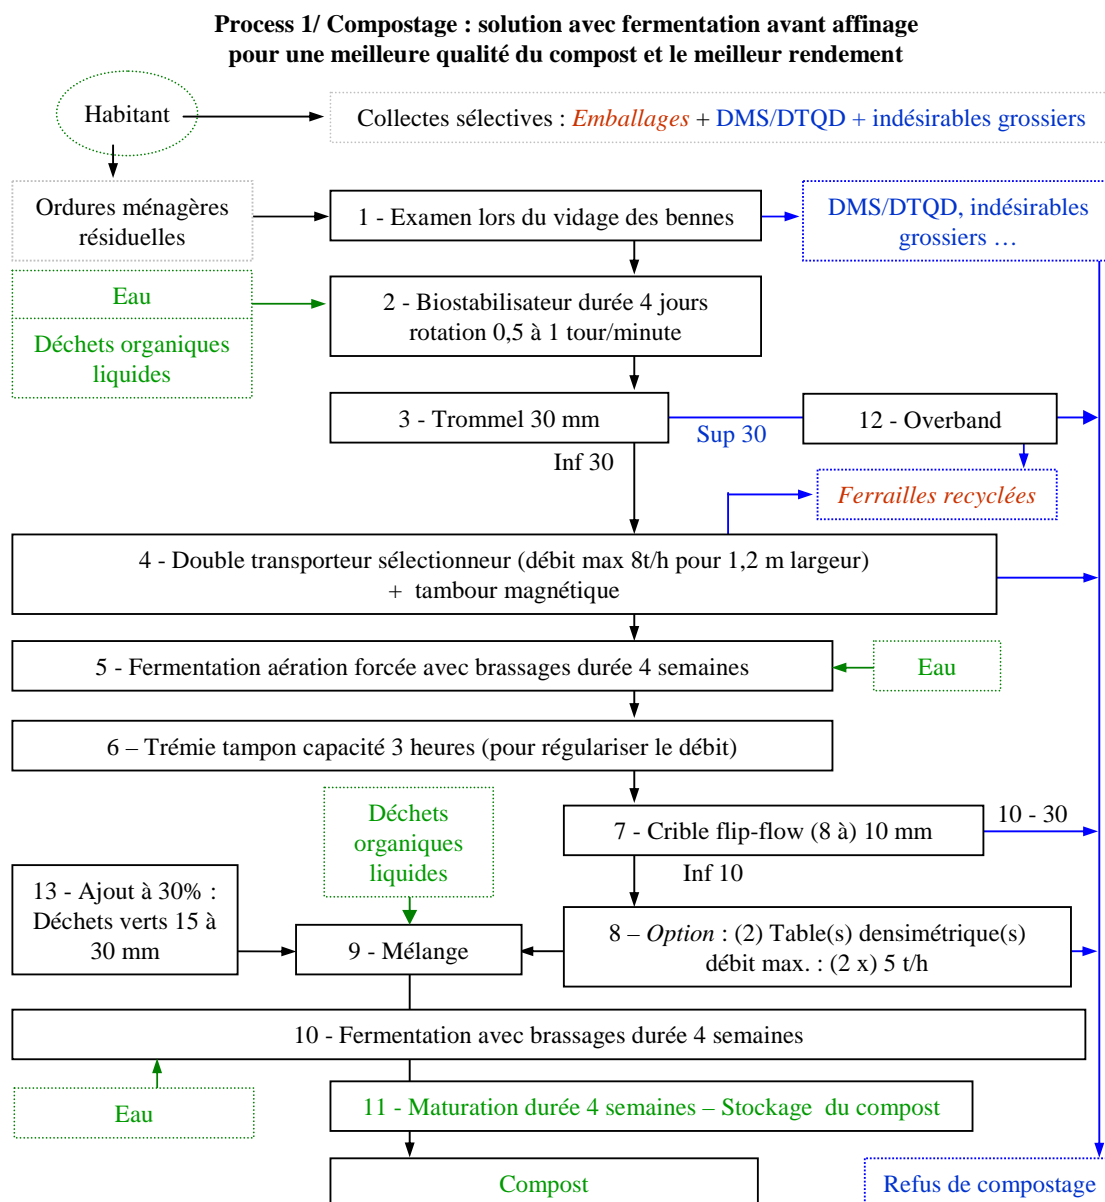 Process 1/ Compostage : solution avec fermentation avant affinage
pour une meilleure qualité du compost et le meilleur rendement
Habitant
Collectes sélectives : Emballages + DMS/DTQD + indésirables grossiers
Ordures ménagères
résiduelles
1 - Examen lors du vidage des bennes
DMS/DTQD, indésirables
grossiers …
Eau
Déchets organiques
liquides
2 - Biostabilisateur durée 4 jours
rotation 0,5 à 1 tour/minute
3 - Trommel 30 mm
Sup 30
12 - Overband
Inf 30
Ferrailles recyclées
4 - Double transporteur sélectionneur (débit max 8t/h pour 1,2 m largeur)
+ tambour magnétique
5 - Fermentation aération forcée avec brassages durée 4 semaines
Eau
6 – Trémie tampon capacité 3 heures (pour régulariser le débit)
Déchets
organiques
liquides
7 - Crible flip-flow (8 à) 10 mm
10 - 30
Inf 10
13 - Ajout à 30% :
Déchets verts 15 à
30 mm
9 - Mélange
8 – Option : (2) Table(s) densimétrique(s)
débit max. : (2 x) 5 t/h
10 - Fermentation avec brassages durée 4 semaines
Eau
11 - Maturation durée 4 semaines – Stockage du compost
Compost
Refus de compostage